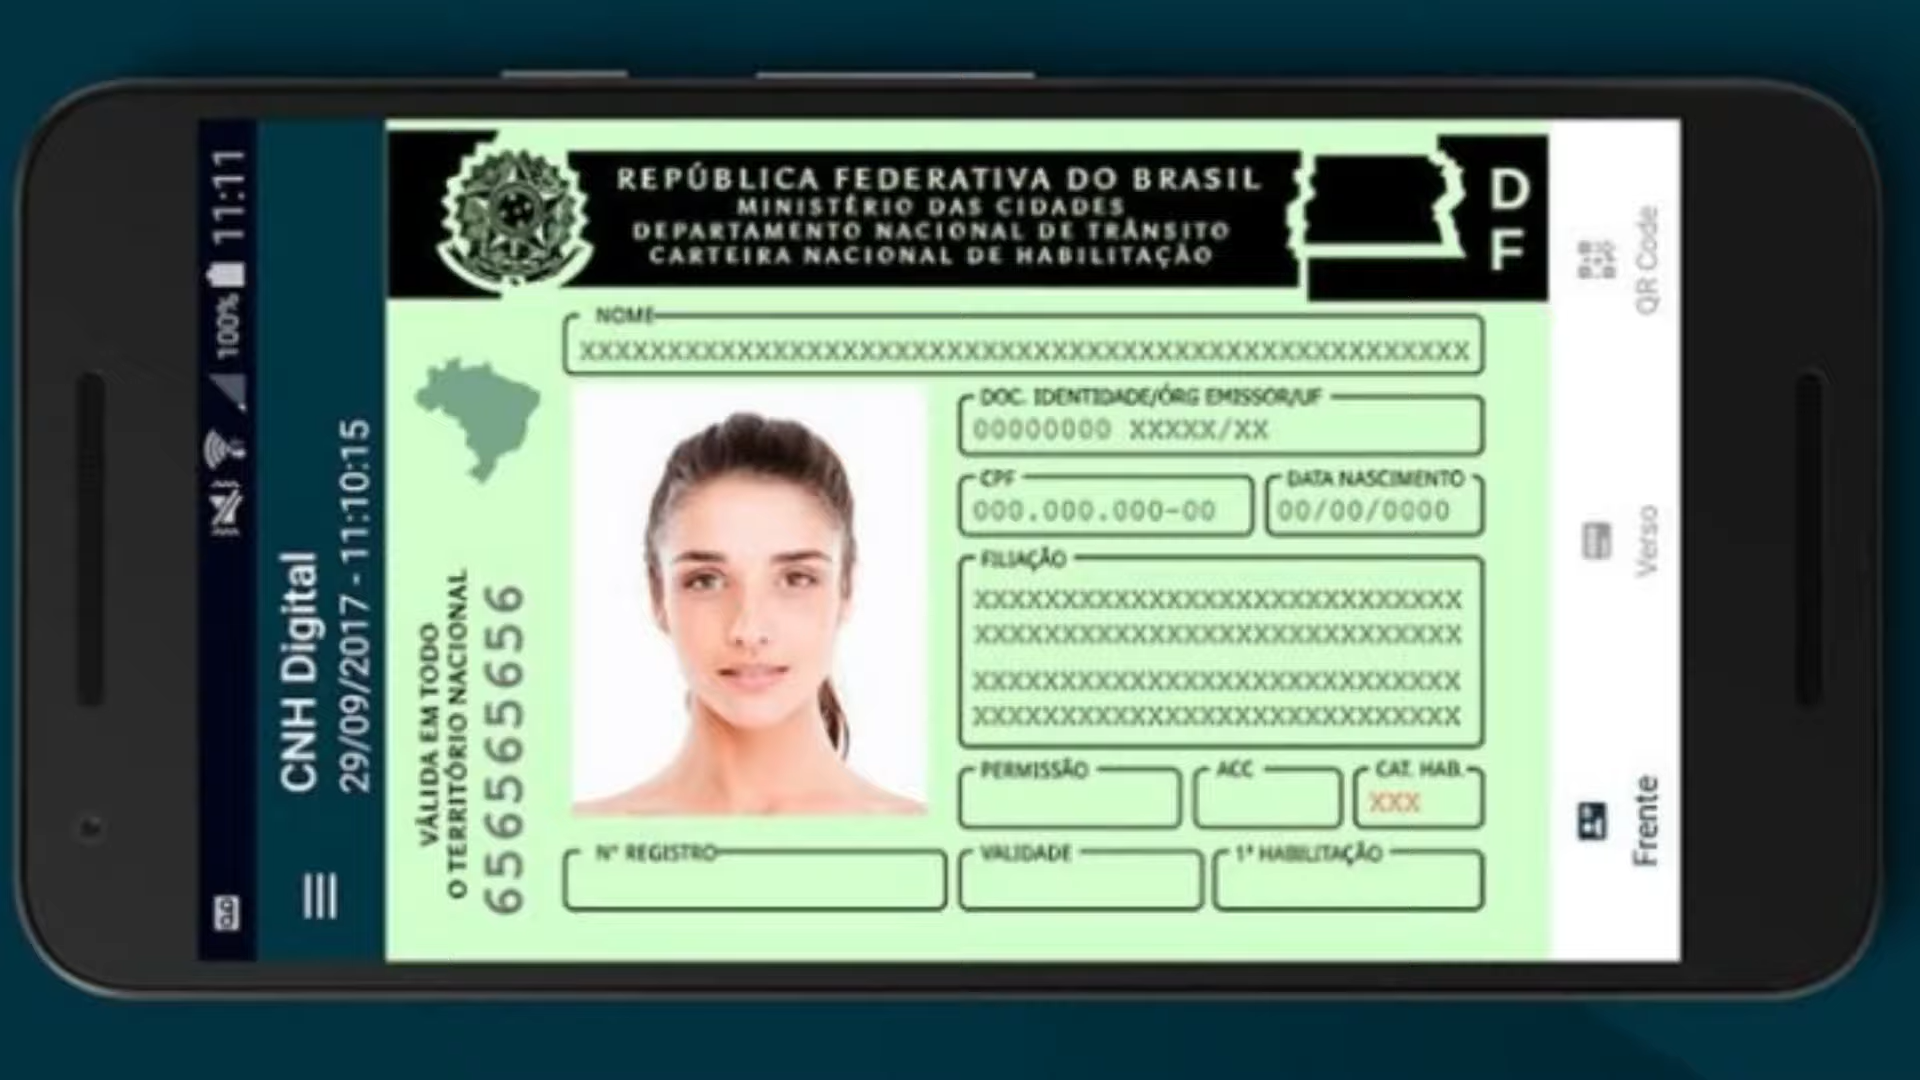 11:11
100%
CNH Digital
29/09/2017 - 11:10:15
REPÚBLICA FEDERATIVA DO BRASIL
MINISTÉRIO DAS CIDADES
DEPARTAMENTO NACIONAL DE TRÂNSITO
CARTEIRA NACIONAL DE HABILITAÇÃO
DF
VÁLIDA EM TODO
O TERRITÓRIO NACIONAL
65656565656
NOME
XXXXXXXXXXXXXXXXXXXXXXXXXXXXXXXXXXXXXXXXXXXXXXXXXXX
DOC. IDENTIDADE/ÓRG EMISSOR/UF
00000000 XXXXX/XX
CPF
000.000.000-00
DATA NASCIMENTO
00/00/0000
FILIAÇÃO
XXXXXXXXXXXXXXXXXXXXXXXXXXXX
XXXXXXXXXXXXXXXXXXXXXXXXXXXX
XXXXXXXXXXXXXXXXXXXXXXXXXXXX
XXXXXXXXXXXXXXXXXXXXXXXXXXXX
PERMISSÃO
ACC
CAT. HAB.
XXX
Nº REGISTRO
VALIDADE
1ª HABILITAÇÃO
Frente
Verso
QR Code